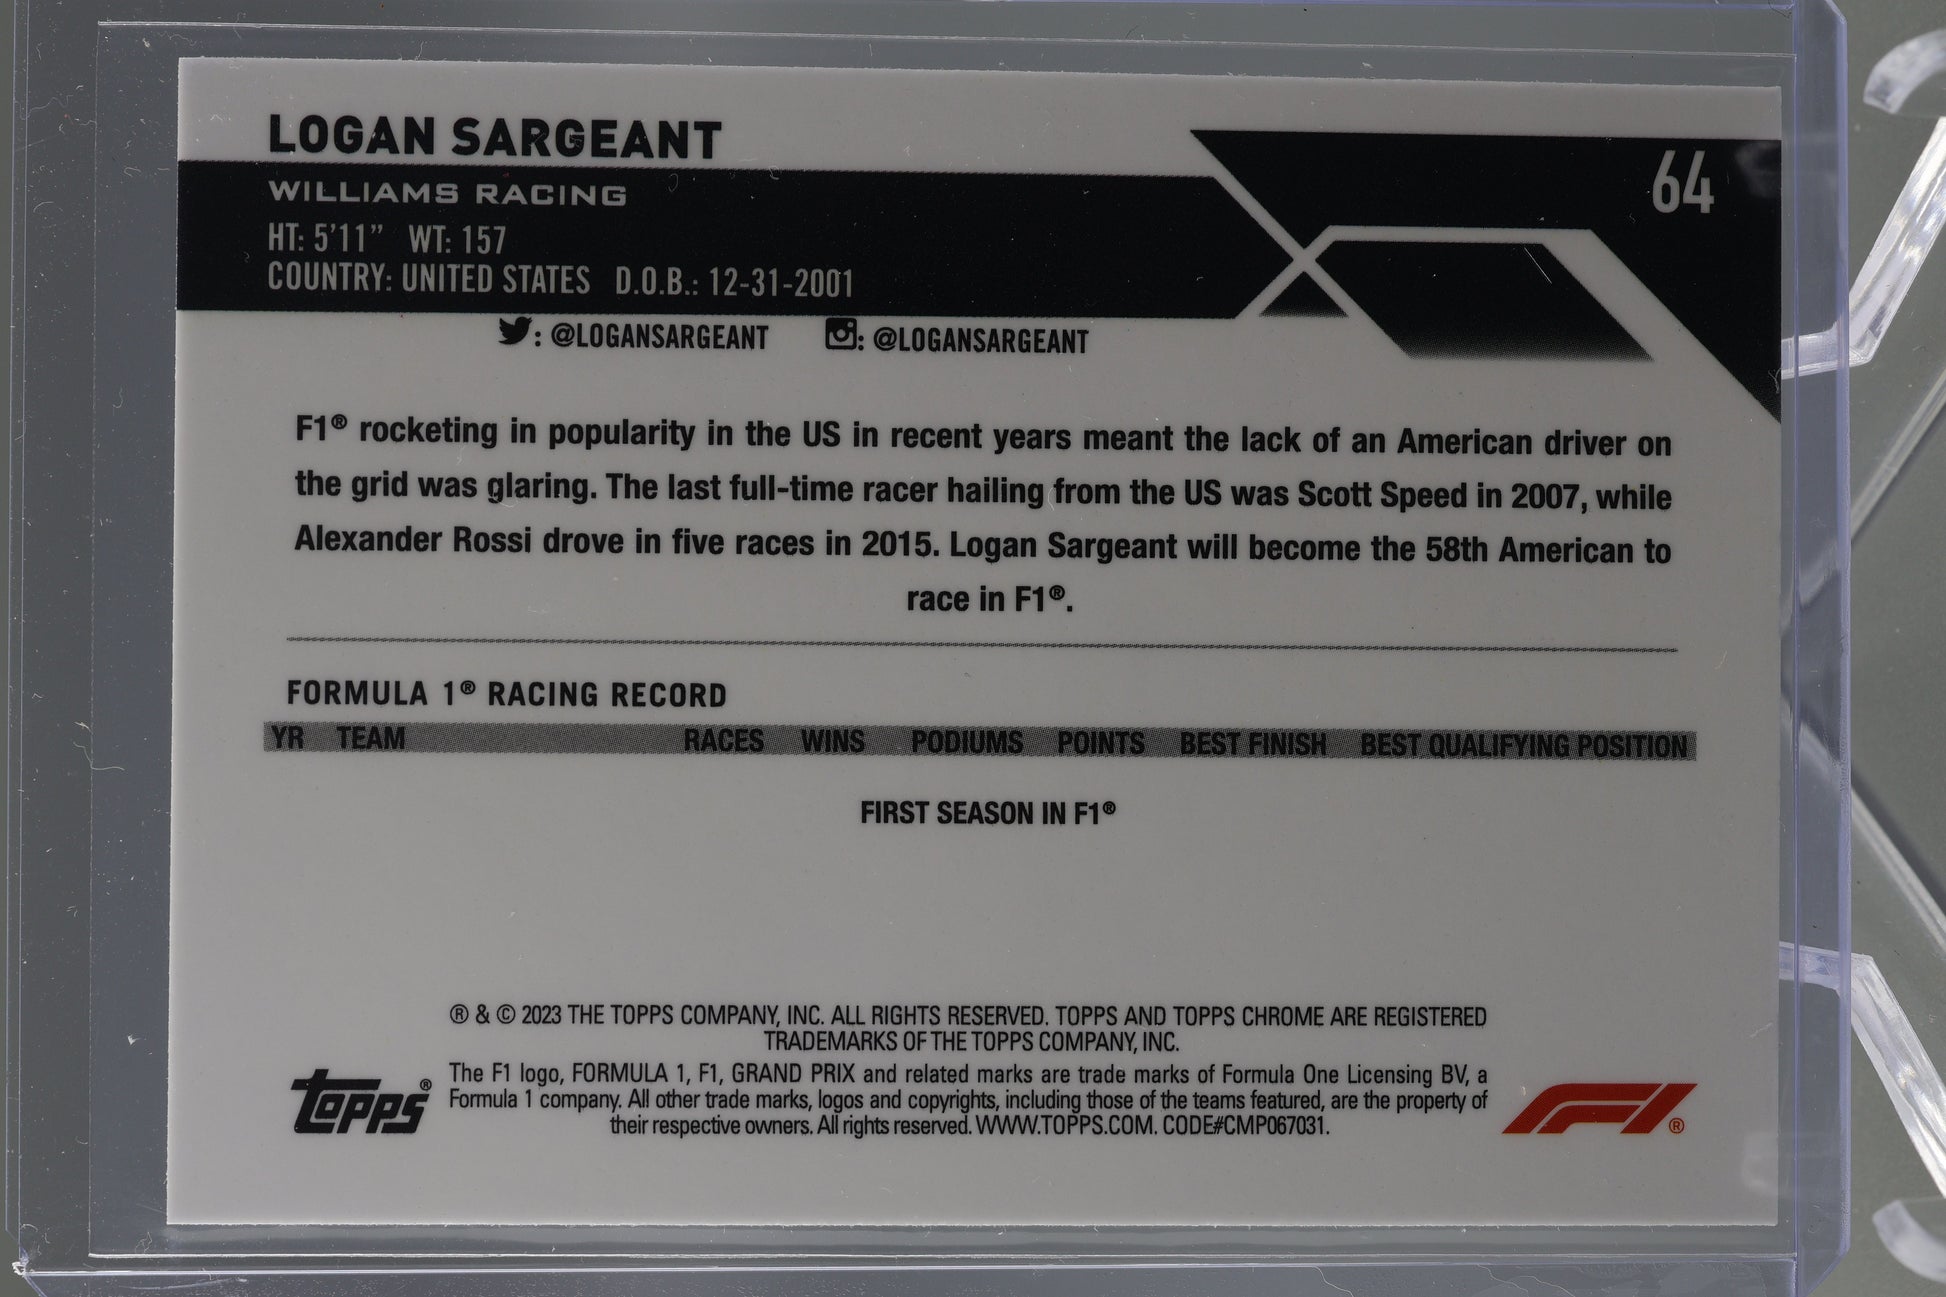 LOGAN SARGEANT
64
WILLIAMS RACING
HT: 5'11" WT: 157
COUNTRY: UNITED STATES D.O.B.: 12-31-2001
: @LOGANSARGEANT : @LOGANSARGEANT
F1® rocketing in popularity in the US in recent years meant the lack of an American driver on
the grid was glaring. The last full-time racer hailing from the US was Scott Speed in 2007, while
Alexander Rossi drove in five races in 2015. Logan Sargeant will become the 58th American to
race in F1®.
FORMULA 1® RACING RECORD
YR TEAM RACES WINS PODIUMS POINTS BEST FINISH BEST QUALIFYING POSITION
FIRST SEASON IN F1®
® & © 2023 THE TOPPS COMPANY, INC. ALL RIGHTS RESERVED. TOPPS AND TOPPS CHROME ARE REGISTERED
TRADEMARKS OF THE TOPPS COMPANY, INC.
The F1 logo, FORMULA 1, F1, GRAND PRIX and related marks are trade marks of Formula One Licensing BV, a
Formula 1 company. All other trade marks, logos and copyrights, including those of the teams featured, are the property of
their respective owners. All rights reserved. WWW.TOPPS.COM. CODE#CMP067031.
topps®
F1®